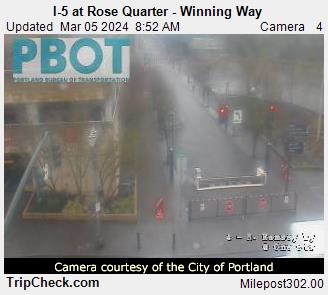 I-5 at Rose Quarter - Winning Way
Updated Mar 05 2024 8:52 AM Camera 4
PBOT
PORTLAND BUREAU OF TRANSPORTATION
Camera courtesy of the City of Portland
TripCheck.com Milepost302.00